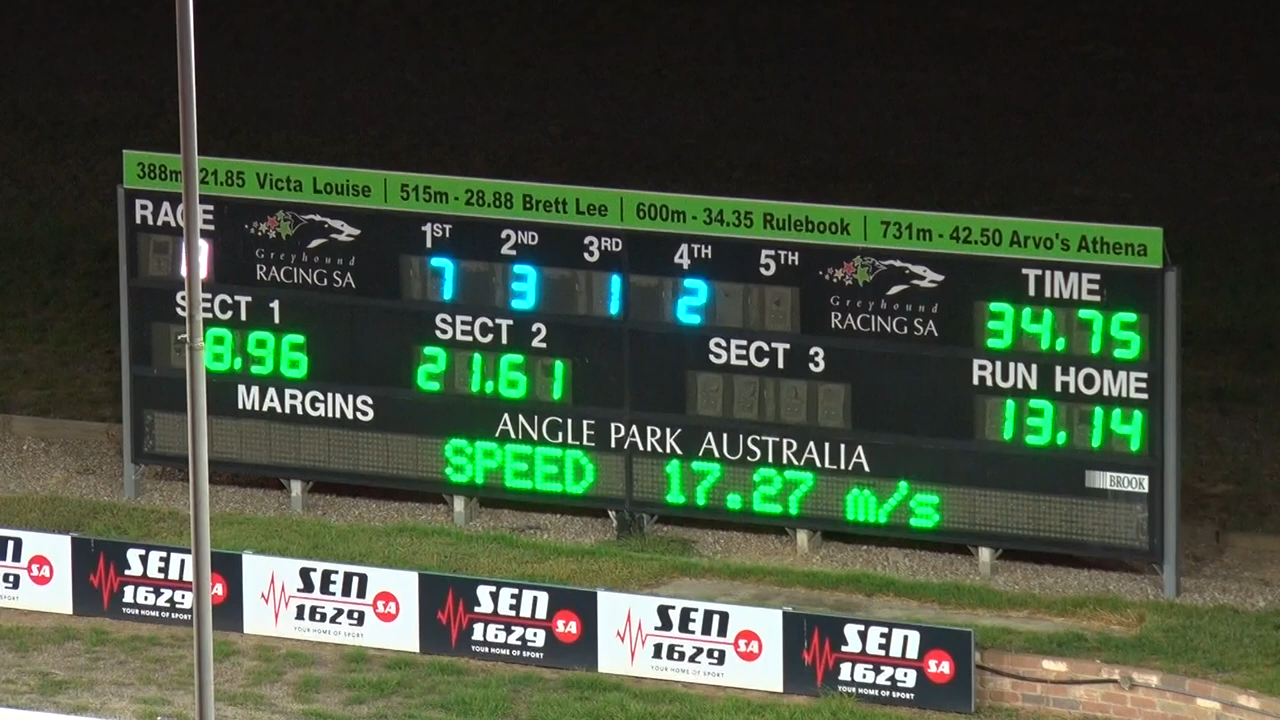 388m 21.85 Victa Louise | 515m - 28.88 Brett Lee | 600m - 34.35 Rulebook | 731m - 42.50 Arvo's Athena
RACE
Greyhound
RACING SA
1ST 2ND 3RD 4TH 5TH
7 3 1 2
Greyhound
RACING SA
TIME
34.75
SECT 1
8.96
SECT 2
21.61
SECT 3
RUN HOME
13.14
MARGINS
ANGLE PARK AUSTRALIA
SPEED 17.27 m/s
BROOK
N SA
9
SEN SA
1629
YOUR HOME OF SPORT
SEN SA
1629
YOUR HOME OF SPORT
SEN SA
1629
YOUR HOME OF SPORT
SEN SA
1629
YOUR HOME OF SPORT
SEN SA
1629
YOUR HOME OF SPORT